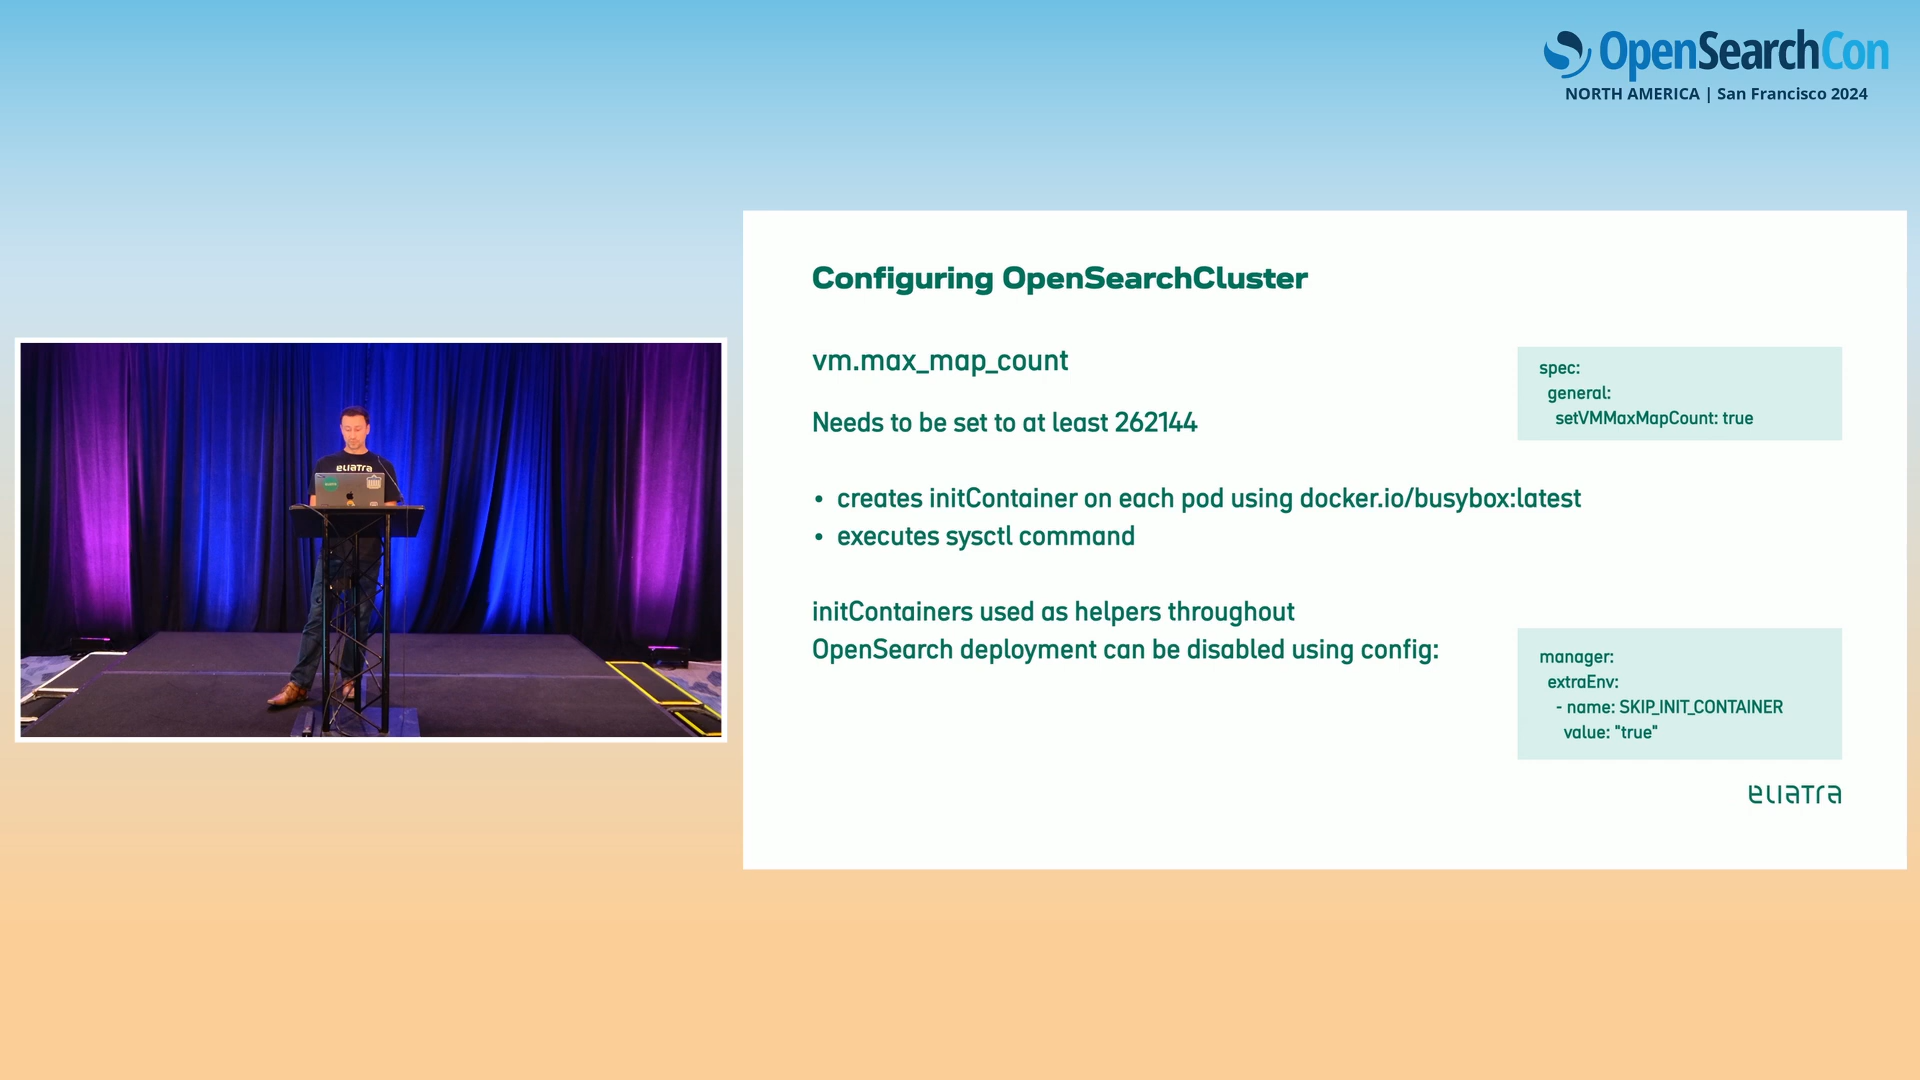 OpenSearchCon
NORTH AMERICA | San Francisco 2024
Configuring OpenSearchCluster
vm.max_map_count
Needs to be set to at least 262144
spec:
general:
setVMMaxMapCount: true
• creates initContainer on each pod using docker.io/busybox:latest
• executes sysctl command
initContainers used as helpers throughout
OpenSearch deployment can be disabled using config:
manager:
extraEnv:
- name: SKIP_INIT_CONTAINER
value: "true"
eliatra
eliatra